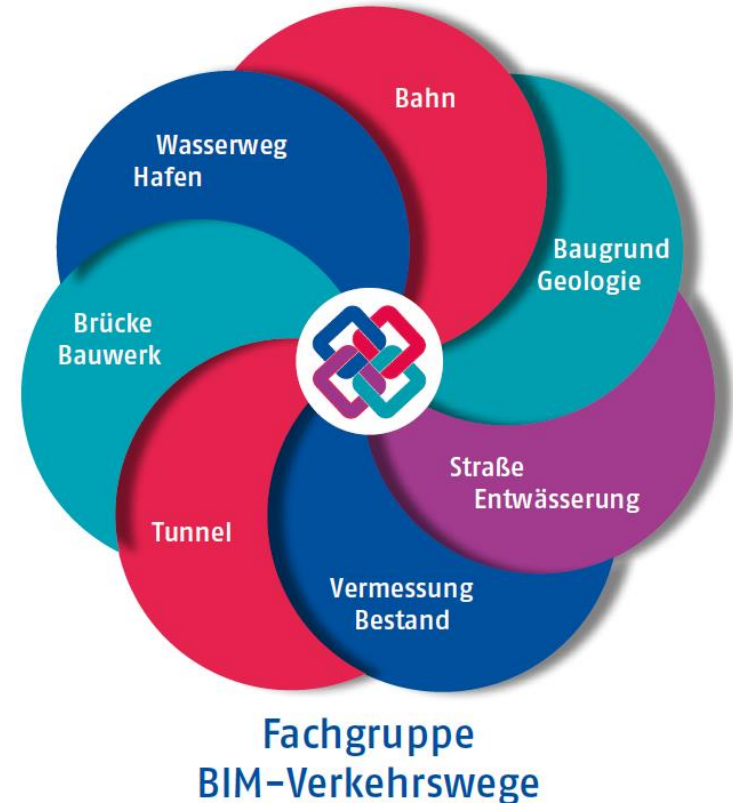 Bahn
Wasserweg
Hafen
Baugrund
Geologie
Brücke
Bauwerk
Straße
Entwässerung
Tunnel
Vermessung
Bestand
Fachgruppe
BIM-Verkehrswege